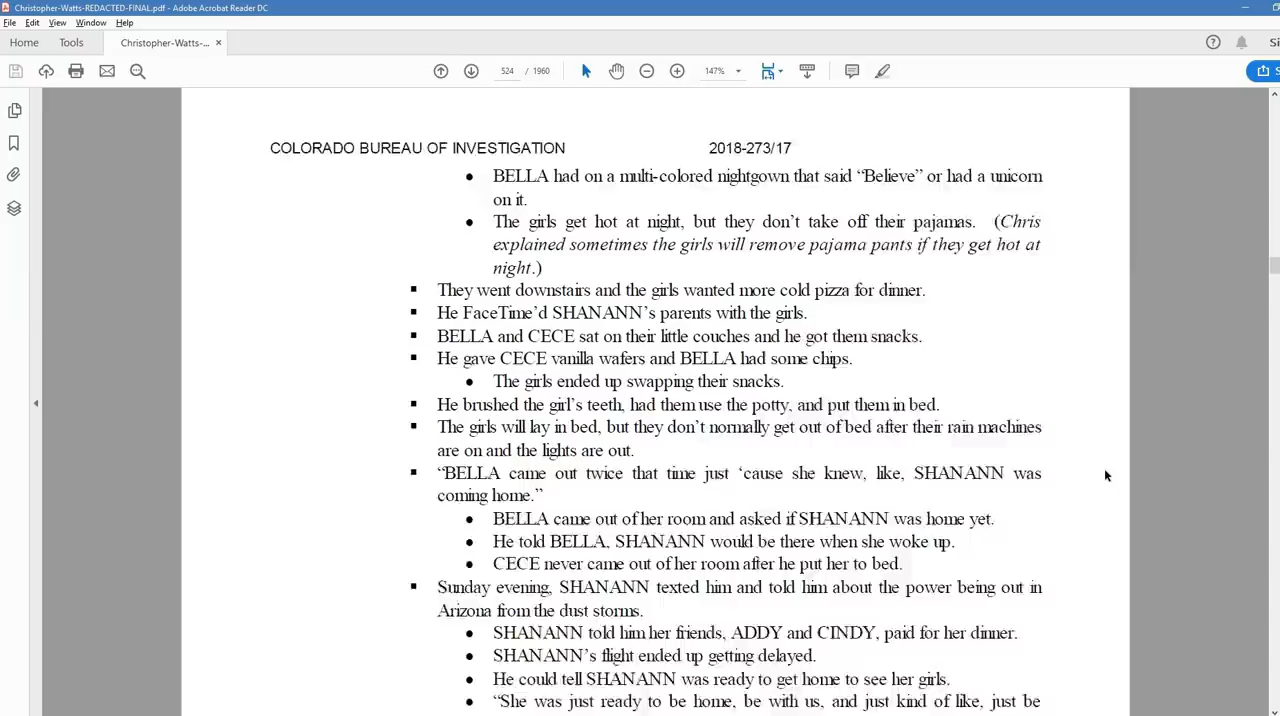 Christopher-Watts-REDACTED-FINAL.pdf - Adobe Acrobat Reader DC
File Edit View Window Help
Home Tools Christopher-Watts-... ×
524 / 1960 147%
COLORADO BUREAU OF INVESTIGATION 2018-273/17
• BELLA had on a multi-colored nightgown that said “Believe” or had a unicorn
on it.
• The girls get hot at night, but they don’t take off their pajamas. (Chris
explained sometimes the girls will remove pajama pants if they get hot at
night.)
▪ They went downstairs and the girls wanted more cold pizza for dinner.
▪ He FaceTime’d SHANANN’s parents with the girls.
▪ BELLA and CECE sat on their little couches and he got them snacks.
▪ He gave CECE vanilla wafers and BELLA had some chips.
• The girls ended up swapping their snacks.
▪ He brushed the girl’s teeth, had them use the potty, and put them in bed.
▪ The girls will lay in bed, but they don’t normally get out of bed after their rain machines
are on and the lights are out.
▪ “BELLA came out twice that time just ‘cause she knew, like, SHANANN was
coming home.”
• BELLA came out of her room and asked if SHANANN was home yet.
• He told BELLA, SHANANN would be there when she woke up.
• CECE never came out of her room after he put her to bed.
▪ Sunday evening, SHANANN texted him and told him about the power being out in
Arizona from the dust storms.
• SHANANN told him her friends, ADDY and CINDY, paid for her dinner.
• SHANANN’s flight ended up getting delayed.
• He could tell SHANANN was ready to get home to see her girls.
• “She was just ready to be home, be with us, and just kind of like, just be